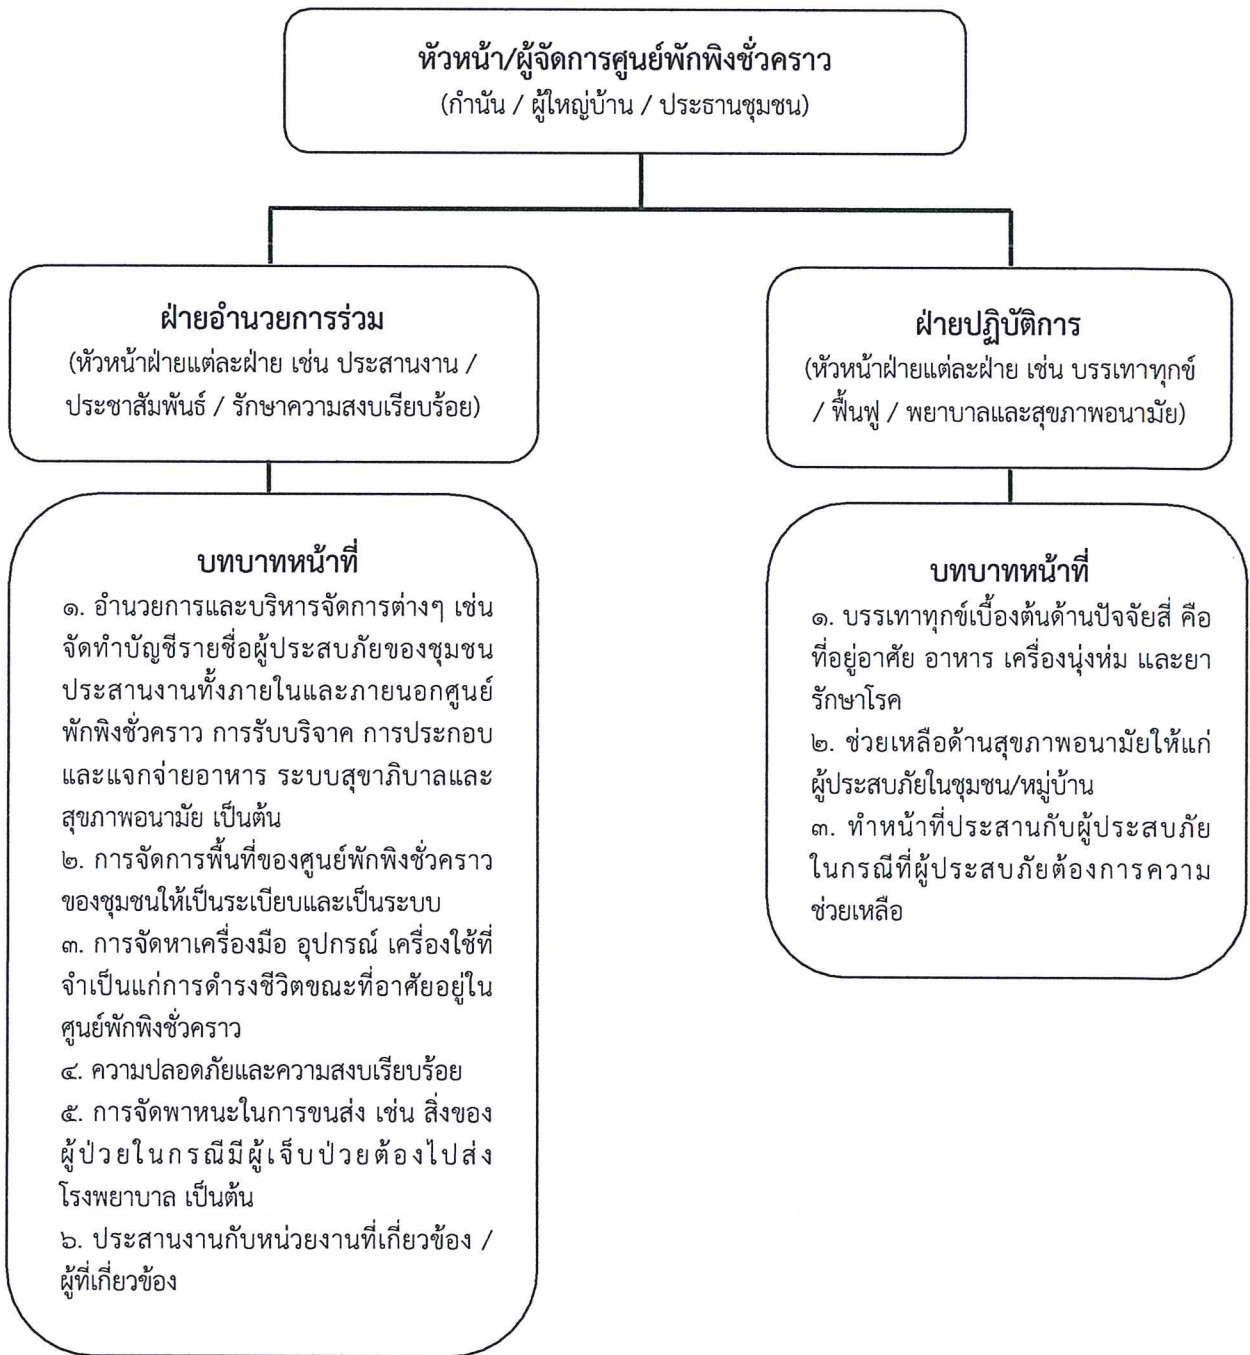 หัวหน้า/ผู้จัดการศูนย์พักพิงชั่วคราว
(กำนัน / ผู้ใหญ่บ้าน / ประธานชุมชน)
ฝ่ายอำนวยการร่วม
(หัวหน้าฝ่ายแต่ละฝ่าย เช่น ประสานงาน /
ประชาสัมพันธ์ / รักษาความสงบเรียบร้อย)
บทบาทหน้าที่
๑. อำนวยการและบริหารจัดการต่างๆ เช่น
จัดทำบัญชีรายชื่อผู้ประสบภัยของชุมชน
ประสานงานทั้งภายในและภายนอกศูนย์
พักพิงชั่วคราว การรับบริจาค การประกอบ
และแจกจ่ายอาหาร ระบบสุขาภิบาลและ
สุขภาพอนามัย เป็นต้น
๒. การจัดการพื้นที่ของศูนย์พักพิงชั่วคราว
ของชุมชนให้เป็นระเบียบและเป็นระบบ
๓. การจัดหาเครื่องมือ อุปกรณ์ เครื่องใช้ที่
จำเป็นแก่การดำรงชีวิตขณะที่อาศัยอยู่ใน
ศูนย์พักพิงชั่วคราว
๔. ความปลอดภัยและความสงบเรียบร้อย
๕. การจัดพาหนะในการขนส่ง เช่น สิ่งของ
ผู้ป่วยในกรณีมีผู้เจ็บป่วยต้องไปส่ง
โรงพยาบาล เป็นต้น
๖. ประสานงานกับหน่วยงานที่เกี่ยวข้อง /
ผู้ที่เกี่ยวข้อง
ฝ่ายปฏิบัติการ
(หัวหน้าฝ่ายแต่ละฝ่าย เช่น บรรเทาทุกข์
/ ฟื้นฟู / พยาบาลและสุขภาพอนามัย)
บทบาทหน้าที่
๑. บรรเทาทุกข์เบื้องต้นด้านปัจจัยสี่ คือ
ที่อยู่อาศัย อาหาร เครื่องนุ่งห่ม และยา
รักษาโรค
๒. ช่วยเหลือด้านสุขภาพอนามัยให้แก่
ผู้ประสบภัยในชุมชน/หมู่บ้าน
๓. ทำหน้าที่ประสานกับผู้ประสบภัย
ในกรณีที่ผู้ประสบภัยต้องการความ
ช่วยเหลือ